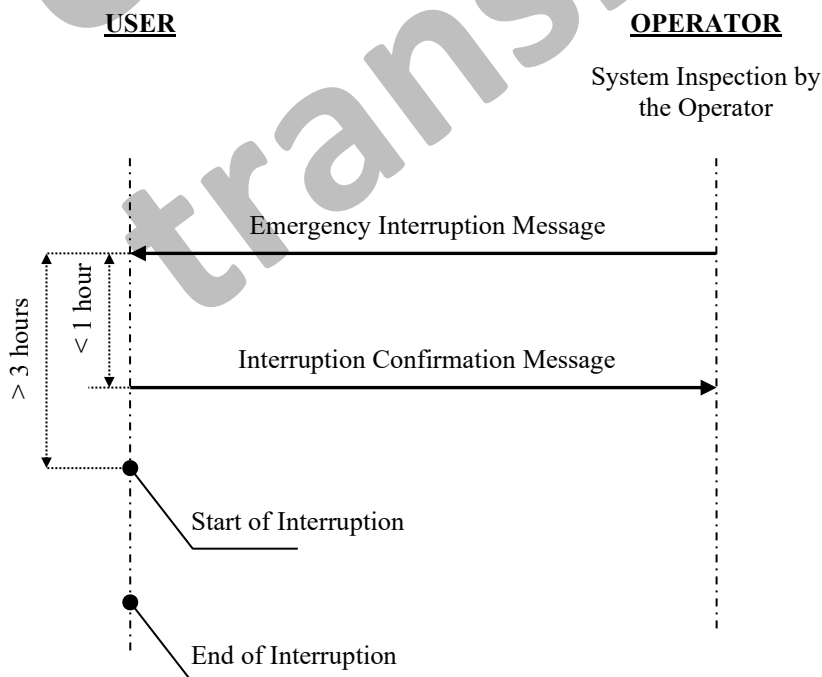 USER
OPERATOR
System Inspection by
the Operator
Emergency Interruption Message
< 1 hour
> 3 hours
Interruption Confirmation Message
Start of Interruption
End of Interruption